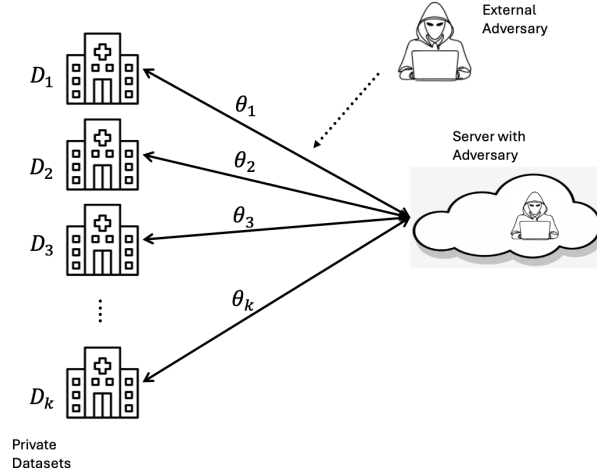 External
Adversary
D₁
θ₁
Server with
Adversary
D₂
θ₂
D₃
θ₃
θₖ
Dₖ
Private
Datasets